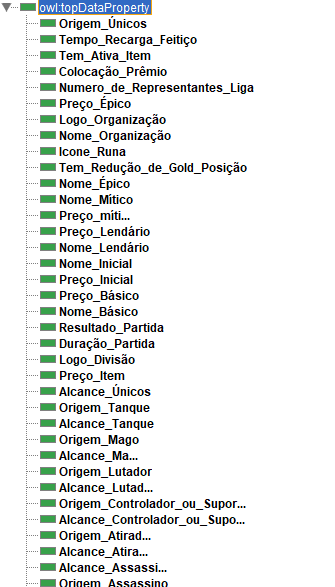 owl:topDataProperty
Origem_Únicos
Tempo_Recarga_Feitiço
Tem_Ativa_Item
Colocação_Prêmio
Numero_de_Representantes_Liga
Preço_Épico
Logo_Organização
Nome_Organização
Icone_Runa
Tem_Redução_de_Gold_Posição
Nome_Épico
Nome_Mítico
Preço_míti...
Preço_Lendário
Nome_Lendário
Nome_Inicial
Preço_Inicial
Preço_Básico
Nome_Básico
Resultado_Partida
Duração_Partida
Logo_Divisão
Preço_Item
Alcance_Únicos
Origem_Tanque
Alcance_Tanque
Origem_Mago
Alcance_Ma...
Origem_Lutador
Alcance_Lutad...
Origem_Controlador_ou_Supor...
Alcance_Controlador_ou_Supo...
Origem_Atirad...
Alcance_Atira...
Alcance_Assassi...
Origem_Assassino